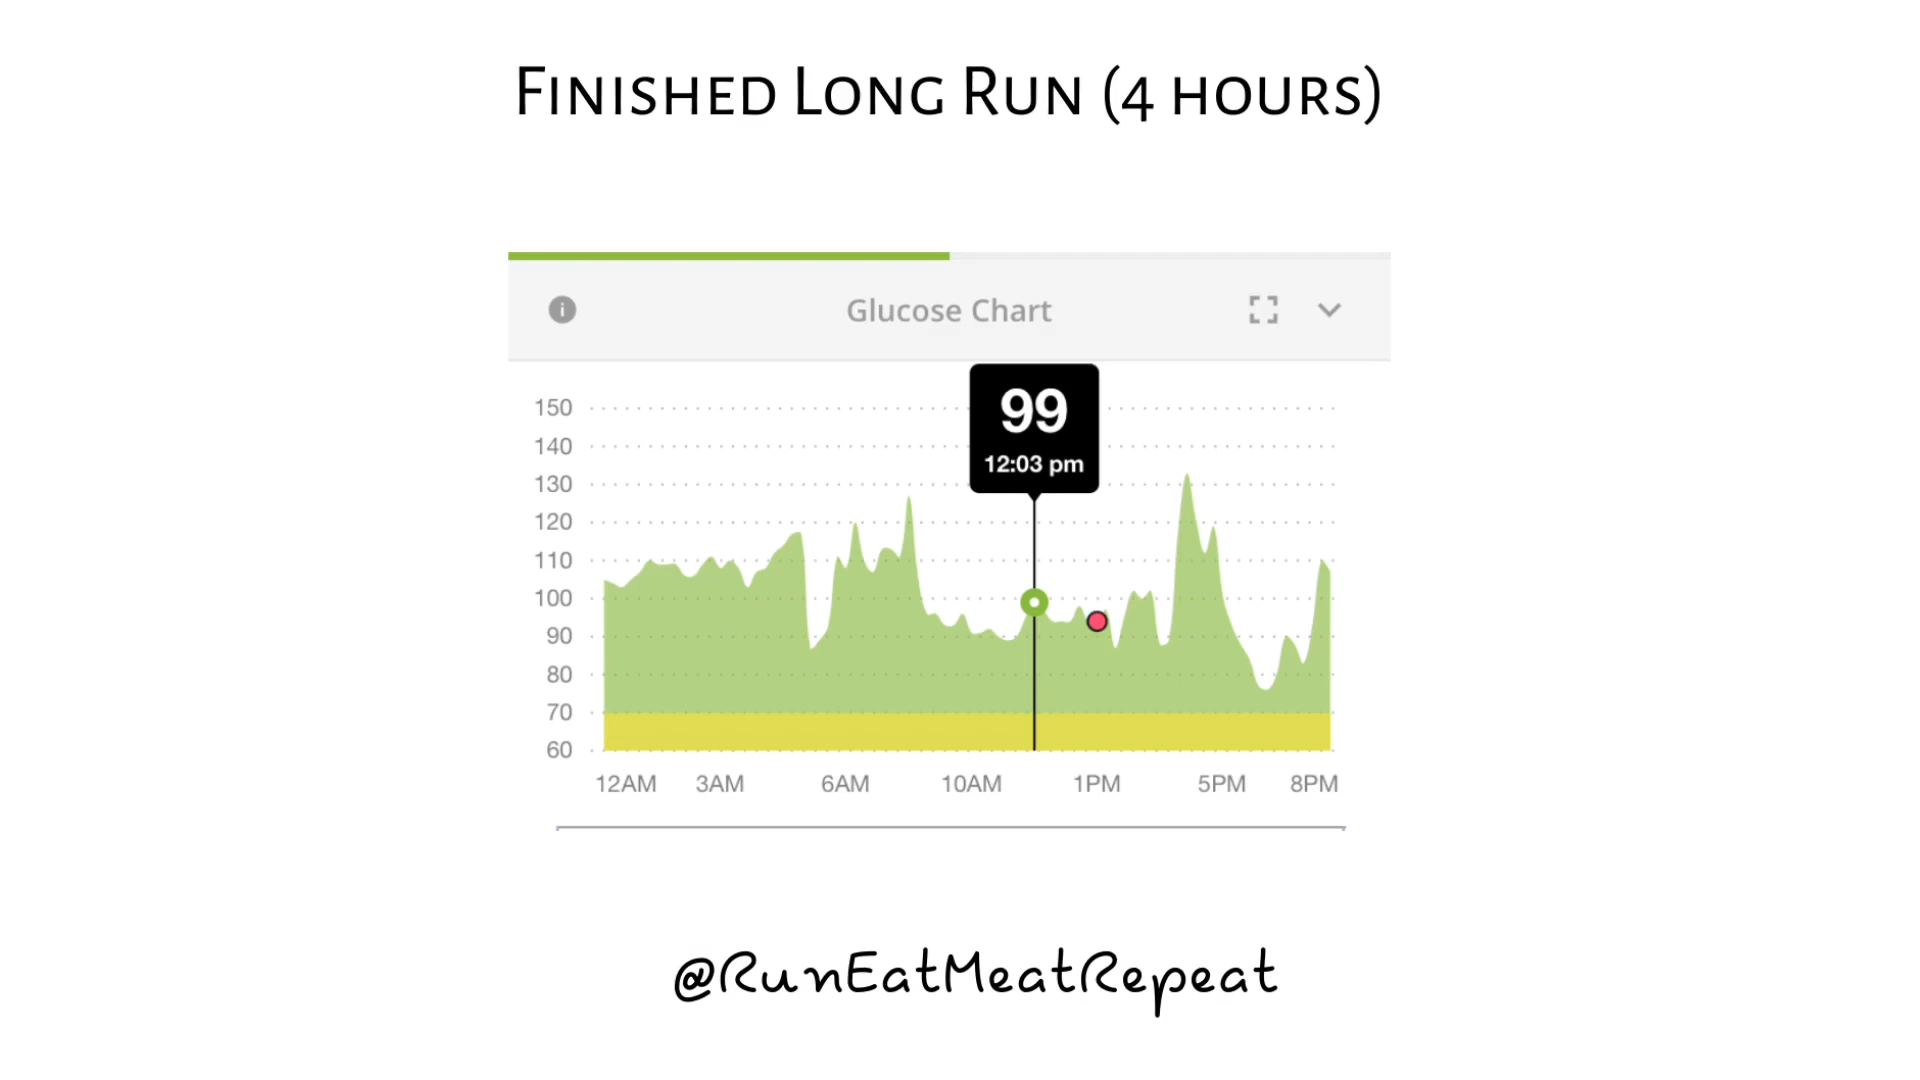 Finished Long Run (4 hours)
Glucose Chart
99
12:03 pm
150
140
130
120
110
100
90
80
70
60
12AM 3AM 6AM 10AM 1PM 5PM 8PM
@RunEatMeatRepeat